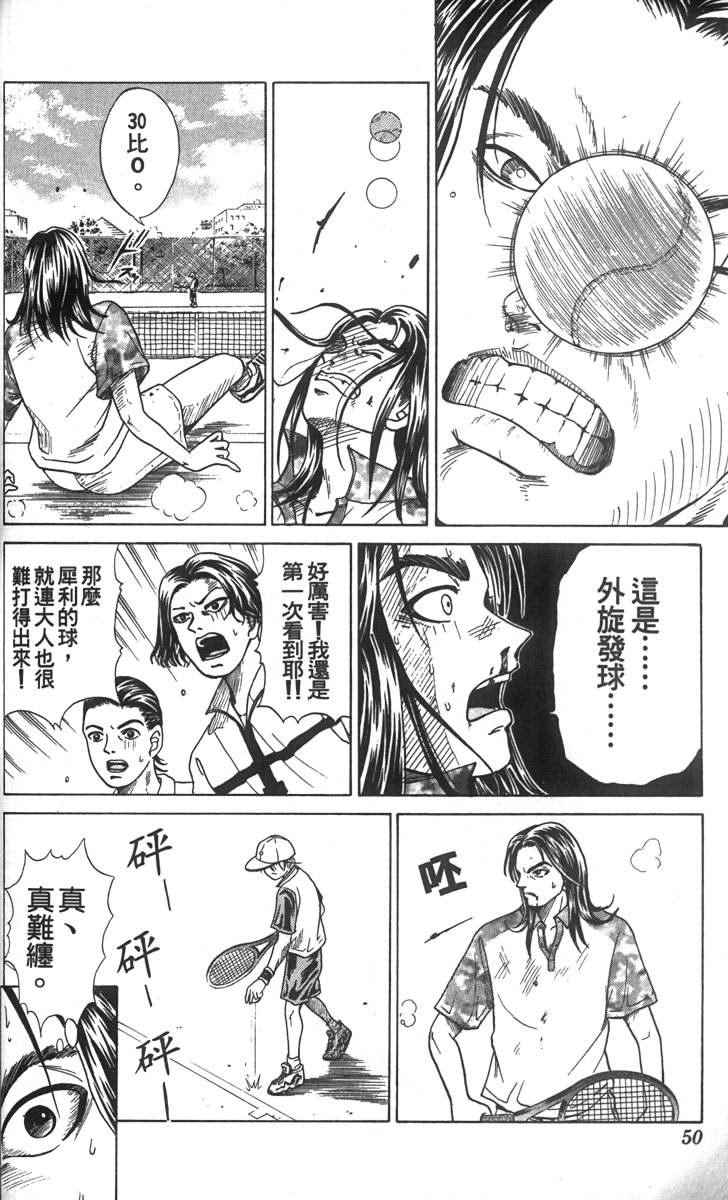 30比0。
這是……
外旋發球……
好厲害！我還是
第一次看到耶!!
那麼
犀利的球，
就連大人也很
難打得出來！
呸
砰—
砰—
砰—
真、
真難纏。
50